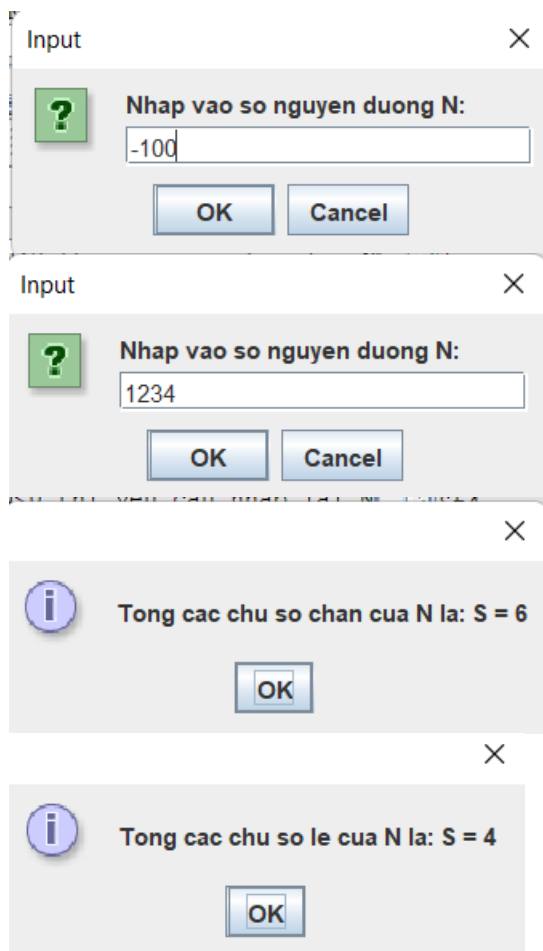 Input
Nhap vao so nguyen duong N:
-100
OK Cancel
Input
Nhap vao so nguyen duong N:
1234
OK Cancel
Tong cac chu so chan cua N la: S = 6
OK
Tong cac chu so le cua N la: S = 4
OK